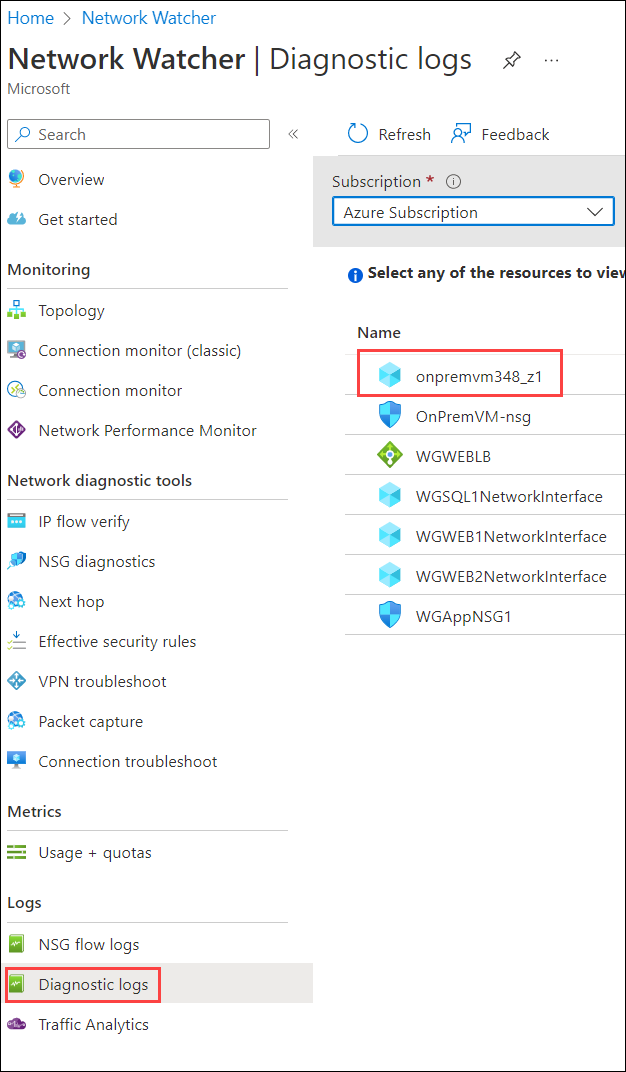 Home > Network Watcher
Network Watcher | Diagnostic logs
Microsoft
Search
Overview
Get started
Monitoring
Topology
Connection monitor (classic)
Connection monitor
Network Performance Monitor
Network diagnostic tools
IP flow verify
NSG diagnostics
Next hop
Effective security rules
VPN troubleshoot
Packet capture
Connection troubleshoot
Metrics
Usage + quotas
Logs
NSG flow logs
Diagnostic logs
Traffic Analytics
Refresh Feedback
Subscription *
Azure Subscription
Select any of the resources to view
Name
onpremvm348_z1
OnPremVM-nsg
WGWEBLB
WGSQL1NetworkInterface
WGWEB1NetworkInterface
WGWEB2NetworkInterface
WGAppNSG1